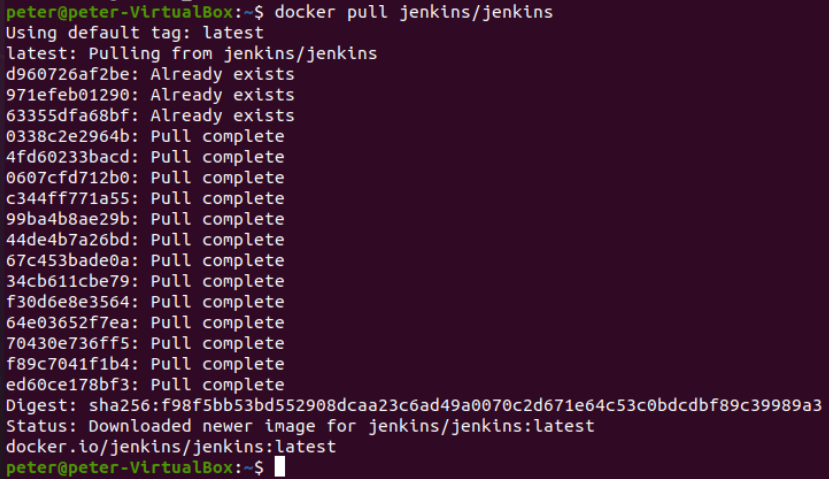 peter@peter-VirtualBox:~$ docker pull jenkins/jenkins
Using default tag: latest
latest: Pulling from jenkins/jenkins
d960726af2be: Already exists
971efeb01290: Already exists
63355dfa68bf: Already exists
0338c2e2964b: Pull complete
4fd60233bacd: Pull complete
0607cfd712b0: Pull complete
c344ff771a55: Pull complete
99ba4b8ae29b: Pull complete
44de4b7a26bd: Pull complete
67c453bade0a: Pull complete
34cb611cbe79: Pull complete
f30d6e8e3564: Pull complete
64e03652f7ea: Pull complete
70430e736ff5: Pull complete
f89c7041f1b4: Pull complete
ed60ce178bf3: Pull complete
Digest: sha256:f98f5bb53bd552908dcaa23c6ad49a0070c2d671e64c53c0bdcdbf89c39989a3
Status: Downloaded newer image for jenkins/jenkins:latest
docker.io/jenkins/jenkins:latest
peter@peter-VirtualBox:~$